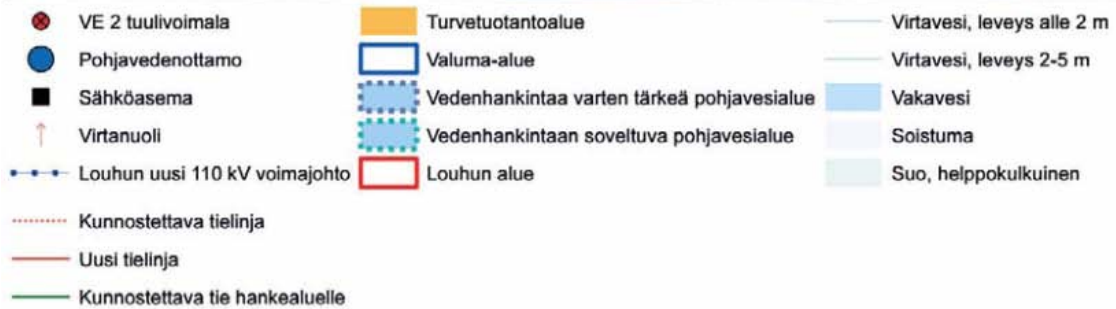 VE 2 tuulivoimala
Pohjavedenottamo
Sähköasema
Virtanuoli
Louhun uusi 110 kV voimajohto
Kunnostettava tielinja
Uusi tielinja
Kunnostettava tie hankealuelle
Turvetuotantoalue
Valuma-alue
Vedenhankintaa varten tärkeä pohjavesialue
Vedenhankintaan soveltuva pohjavesialue
Louhun alue
Virtavesi, leveys alle 2 m
Virtavesi, leveys 2-5 m
Vakavesi
Soistuma
Suo, helppokulkuinen